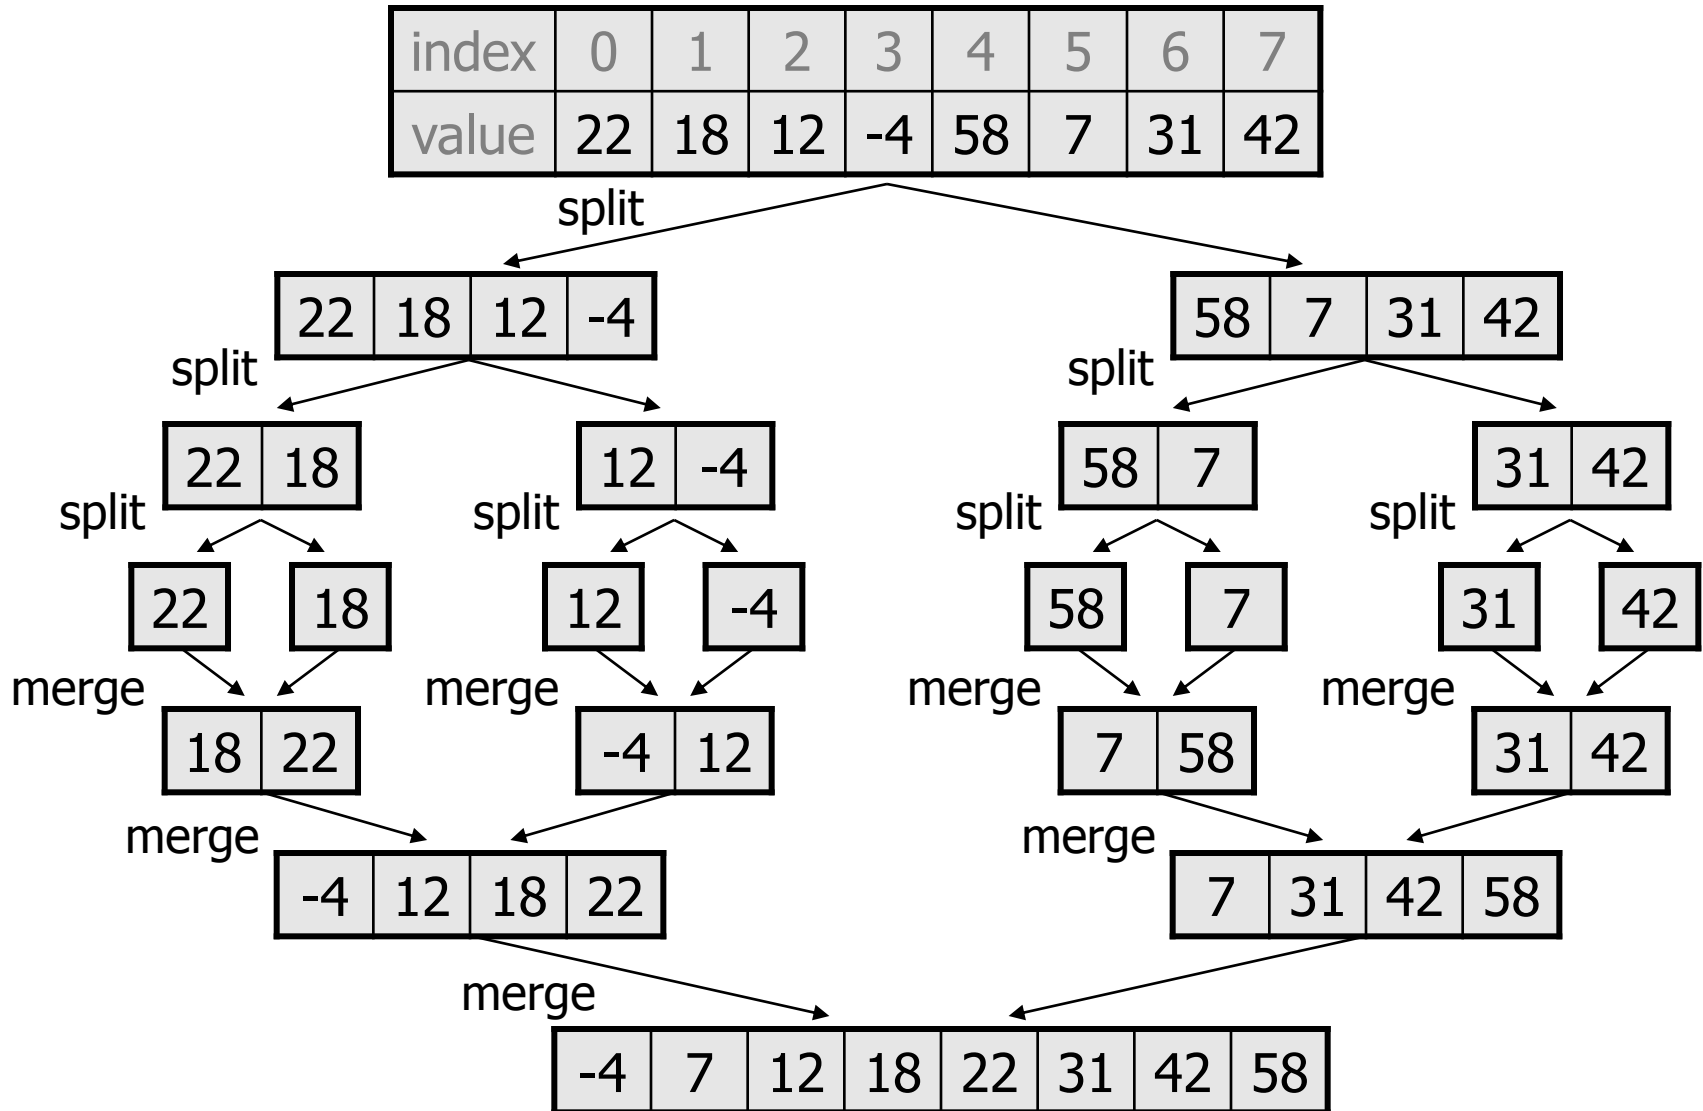 index 0 1 2 3 4 5 6 7
value 22 18 12 -4 58 7 31 42
split
22 18 12 -4 58 7 31 42
split split
22 18 12 -4 58 7 31 42
split split split split
22 18 12 -4 58 7 31 42
merge merge merge merge
18 22 -4 12 7 58 31 42
merge merge
-4 12 18 22 7 31 42 58
merge
-4 7 12 18 22 31 42 58